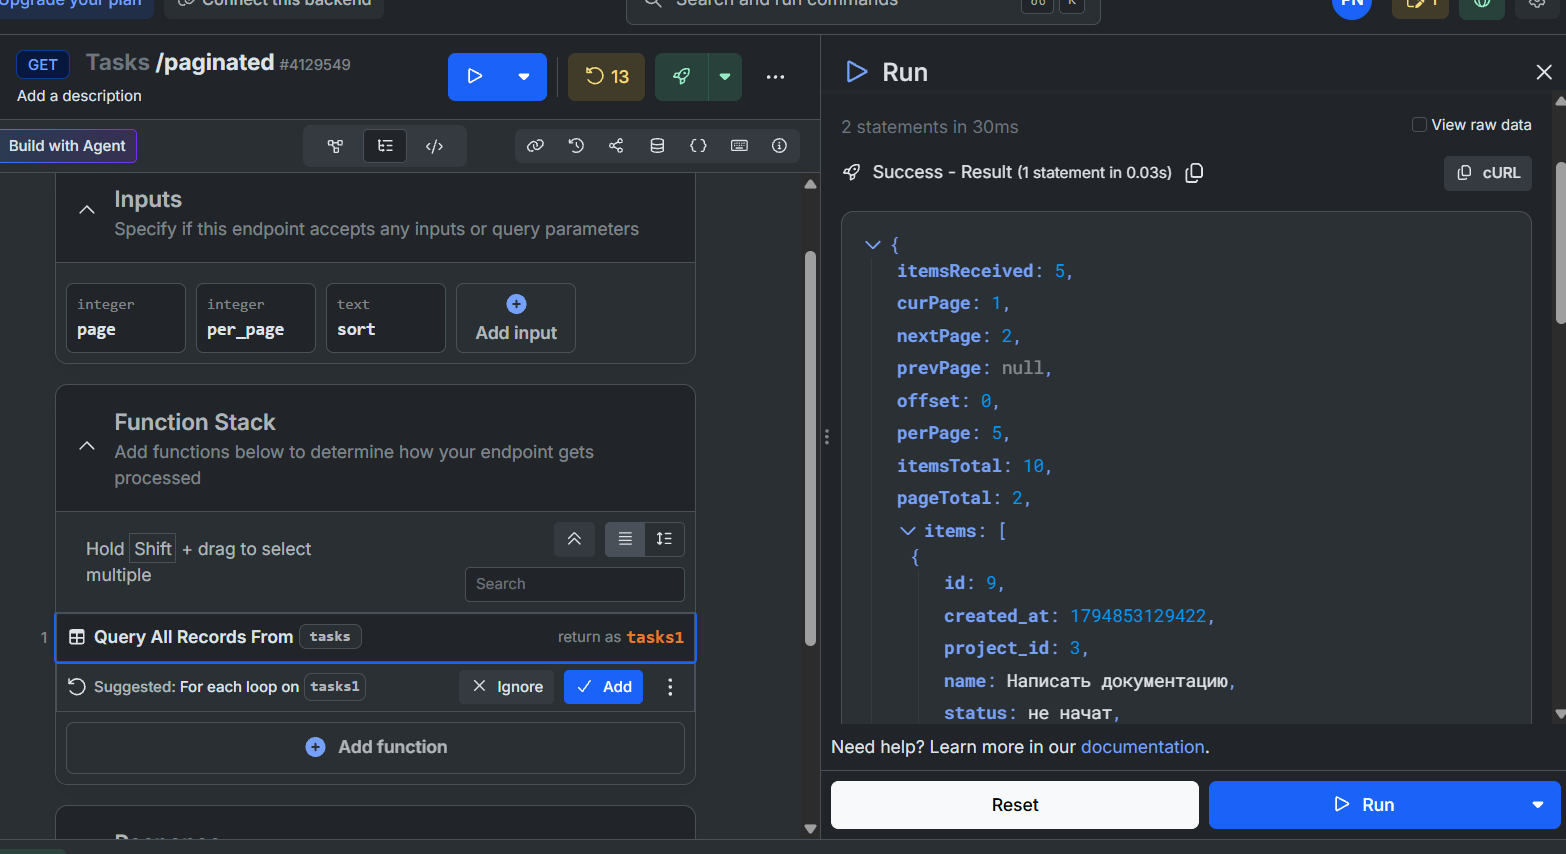 Upgrade your plan
Connect this backend
Search and run commands
K
PN
1
GET
Tasks /paginated #4129549
Add a description
13
Build with Agent
Inputs
Specify if this endpoint accepts any inputs or query parameters
integer
page
integer
per_page
text
sort
Add input
Function Stack
Add functions below to determine how your endpoint gets
processed
Hold Shift + drag to select
multiple
Search
1
Query All Records From tasks
return as tasks1
Suggested: For each loop on tasks1
Ignore
Add
Add function
Response
Run
2 statements in 30ms
View raw data
Success - Result (1 statement in 0.03s)
cURL
{
itemsReceived: 5,
curPage: 1,
nextPage: 2,
prevPage: null,
offset: 0,
perPage: 5,
itemsTotal: 10,
pageTotal: 2,
items: [
{
id: 9,
created_at: 1794853129422,
project_id: 3,
name: Написать документацию,
status: не начат,
Need help? Learn more in our documentation.
Reset
Run